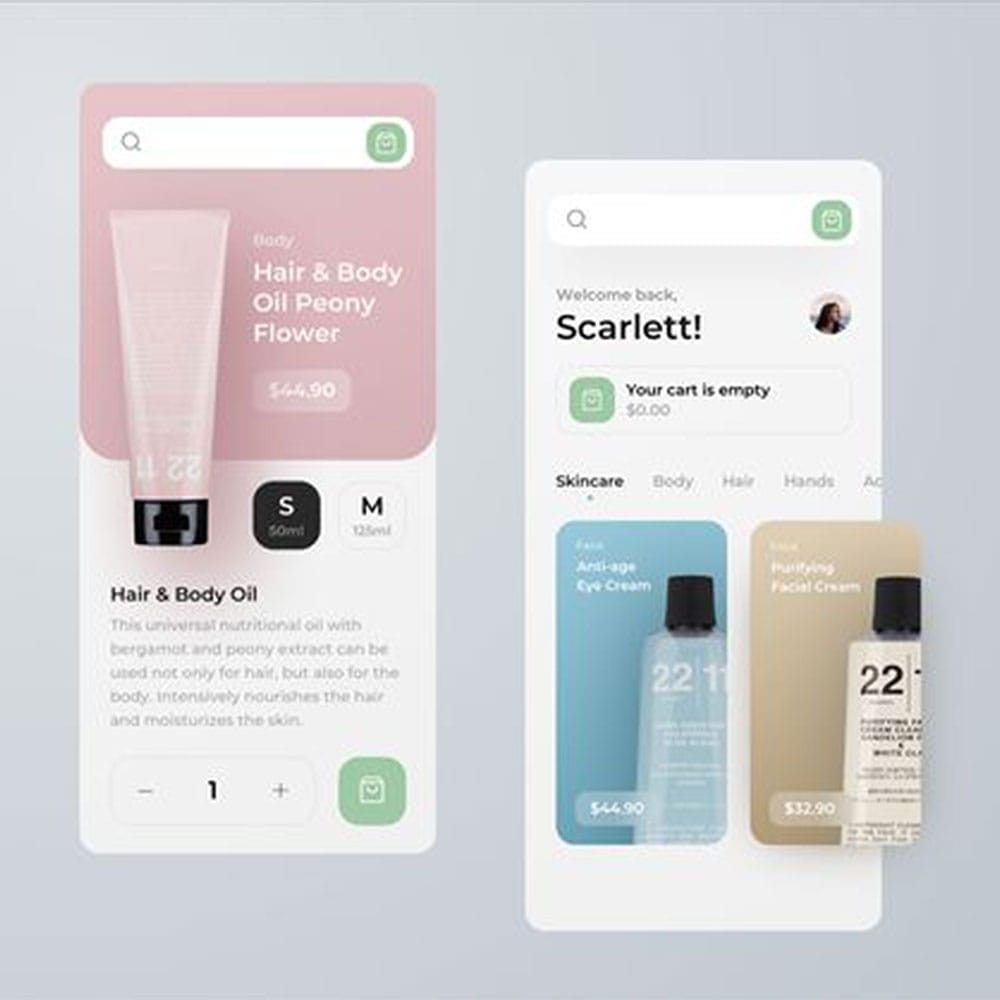 Body
Hair & Body
Oil Peony
Flower
$44.90
22 11
S
50ml
M
125ml
Hair & Body Oil
This universal nutritional oil with
bergamot and peony extract can be
used not only for hair, but also for the
body. Intensively nourishes the hair
and moisturizes the skin.
− 1 +
Welcome back,
Scarlett!
Your cart is empty
$0.00
Skincare Body Hair Hands Ac
Face
Anti-age
Eye Cream
22 11
$44.90
Face
Purifying
Facial Cream
22
PURIFYING
CREAM
DANDELION
&
WHITE
$32.90